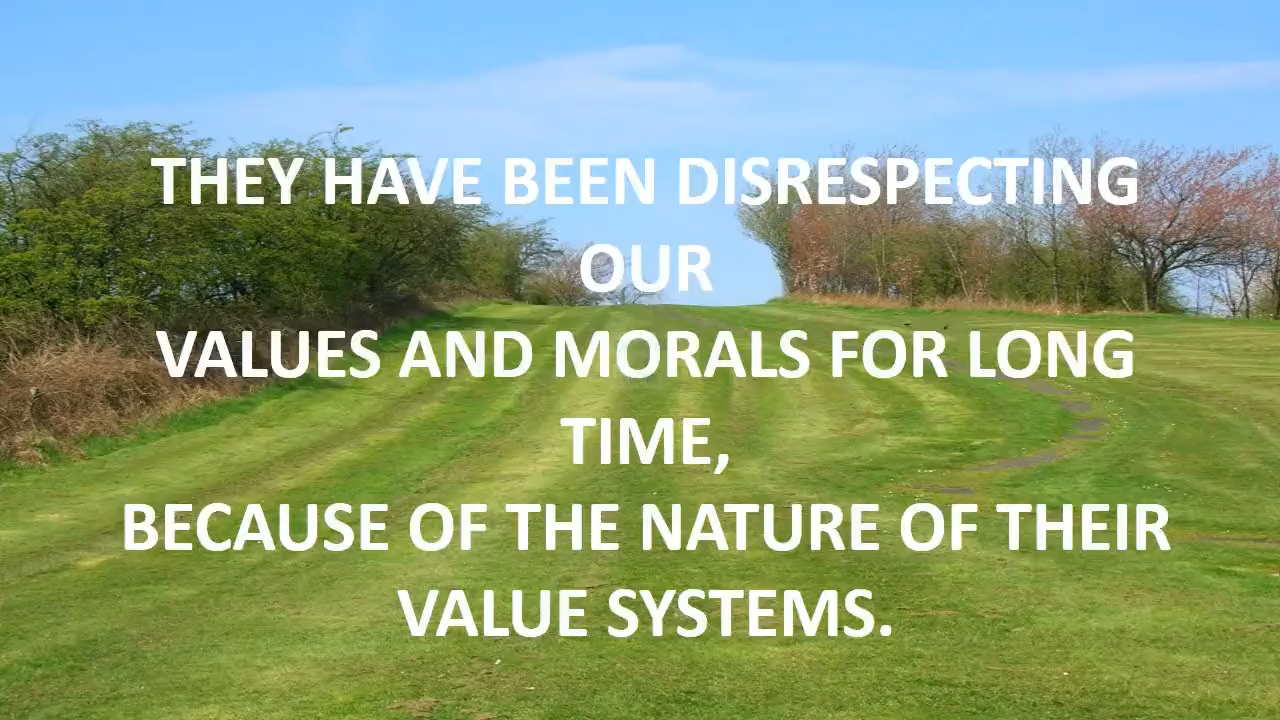 THEY HAVE BEEN DISRESPECTING
OUR
VALUES AND MORALS FOR LONG
TIME,
BECAUSE OF THE NATURE OF THEIR
VALUE SYSTEMS.